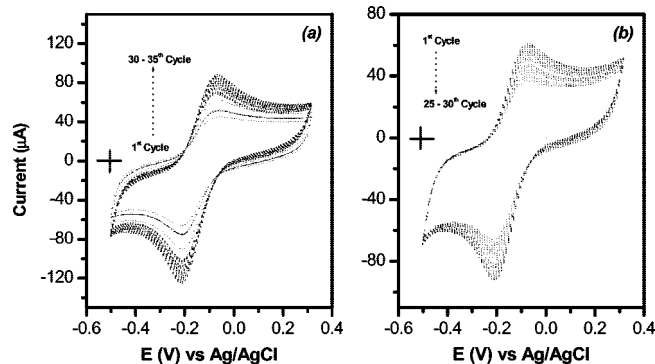 (a)
120
80
40
0
-40
-80
-120
30 - 35th Cycle
1st Cycle
Current (µA)
-0.6 -0.4 -0.2 0.0 0.2 0.4
E (V) vs Ag/AgCl
(b)
80
40
0
-40
-80
1st Cycle
25 - 30th Cycle
-0.6 -0.4 -0.2 0.0 0.2 0.4
E (V) vs Ag/AgCl